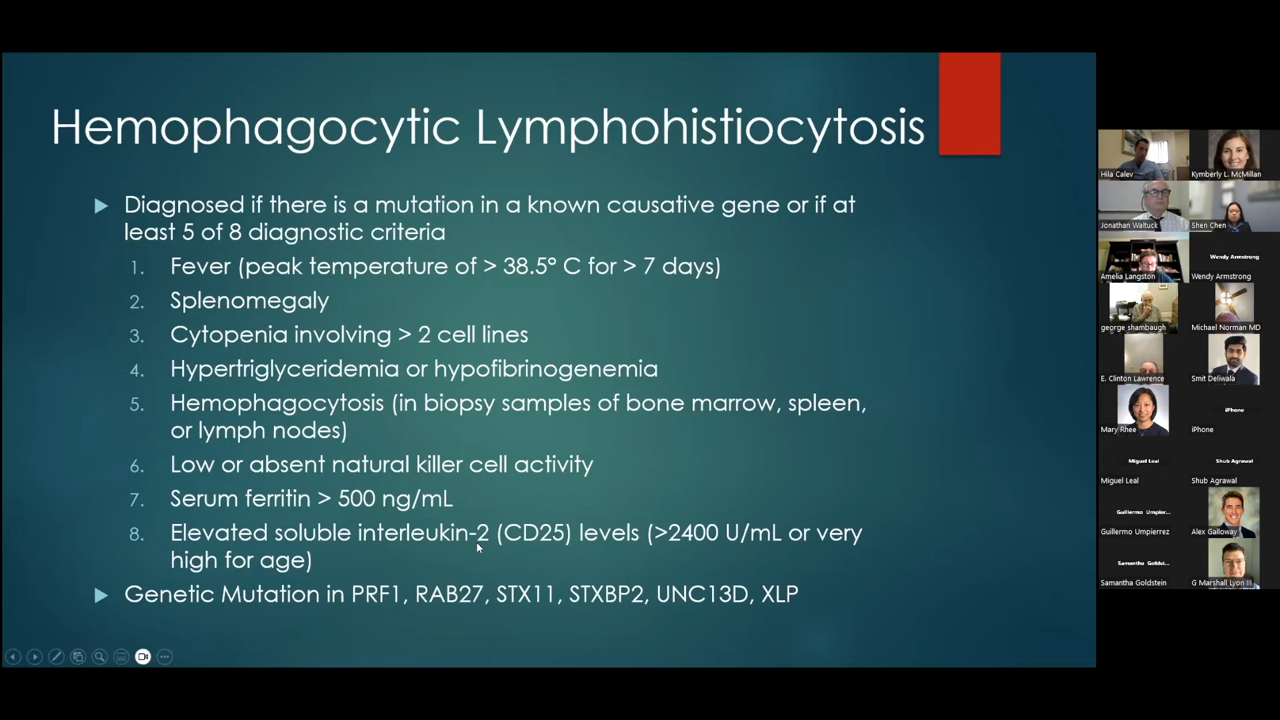 Hemophagocytic Lymphohistiocytosis
Diagnosed if there is a mutation in a known causative gene or if at
least 5 of 8 diagnostic criteria
1. Fever (peak temperature of > 38.5° C for > 7 days)
2. Splenomegaly
3. Cytopenia involving > 2 cell lines
4. Hypertriglyceridemia or hypofibrinogenemia
5. Hemophagocytosis (in biopsy samples of bone marrow, spleen,
or lymph nodes)
6. Low or absent natural killer cell activity
7. Serum ferritin > 500 ng/mL
8. Elevated soluble interleukin-2 (CD25) levels (>2400 U/mL or very
high for age)
Genetic Mutation in PRF1, RAB27, STX11, STXBP2, UNC13D, XLP
Hila Calev
Kymberly L. McMillan
Jonathan Waltuck
Shen Chen
Amelia Langston
Wendy Armstrong
Wendy Armstrong
george shambaugh
Michael Norman MD
E. Clinton Lawrence
Smit Deliwala
Mary Rhee
iPhone
iPhone
Miguel Leal
Miguel Leal
Shub Agrawal
Shub Agrawal
Guillermo Umpierr...
Guillermo Umpierrez
Alex Galloway
Samantha Goldst...
Samantha Goldstein
G Marshall Lyon III